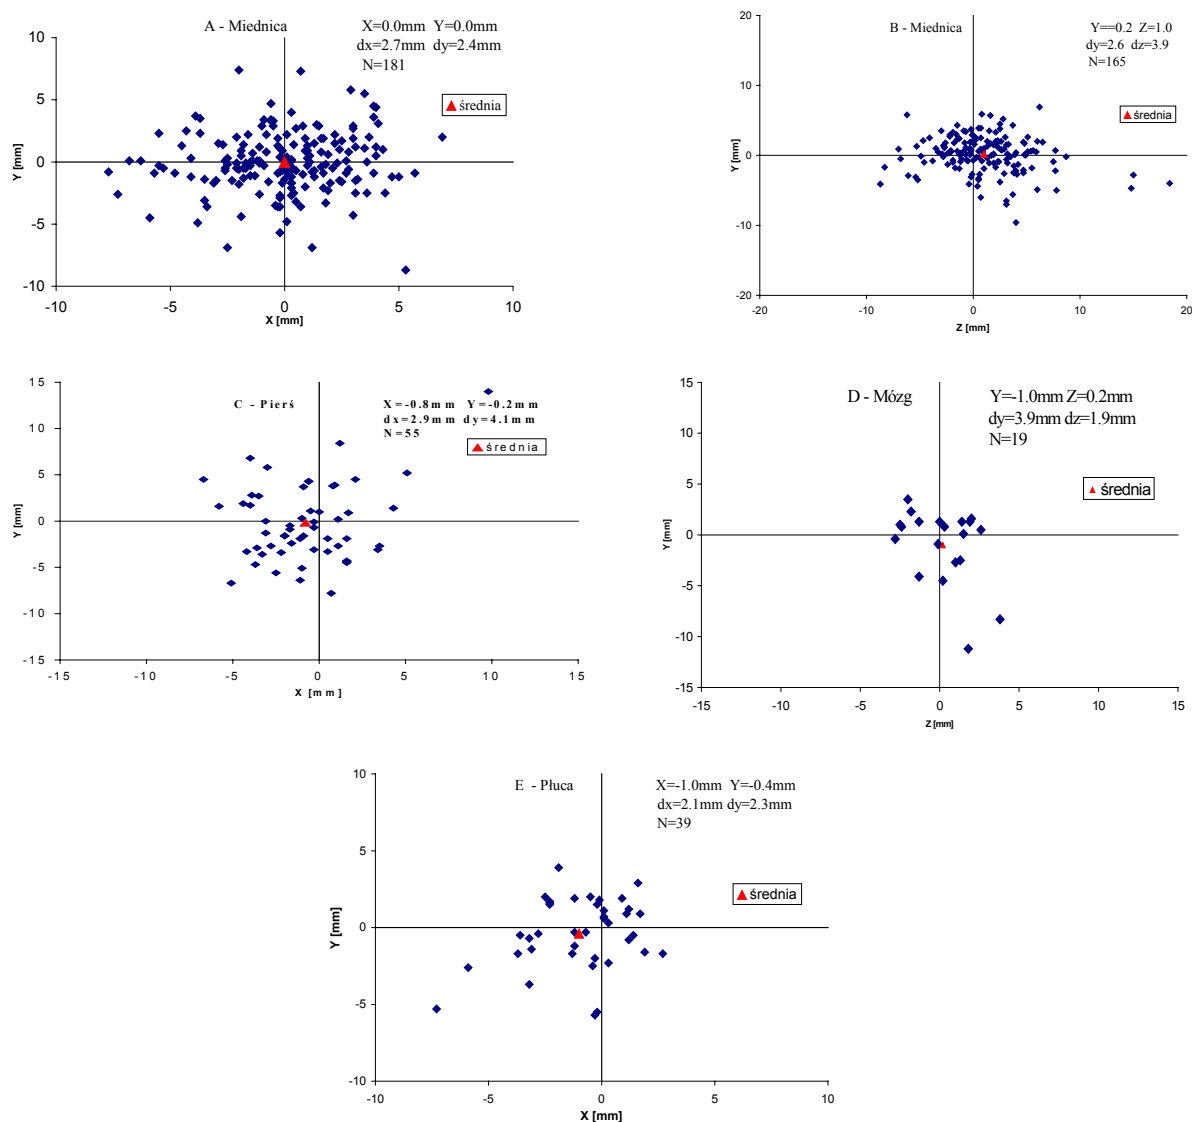 A - Miednica
X=0.0mm Y=0.0mm
dx=2.7mm dy=2.4mm
N=181
średnia
10
5
0
-5
-10
Y [mm]
-10
-5
0
5
10
X [mm]
B - Miednica
Y==0.2 Z=1.0
dy=2.6 dz=3.9
N=165
średnia
20
10
0
-10
-20
Y[mm]
-20
-10
0
10
20
Z [mm]
C - Pierś
X=-0.8mm Y=-0.2mm
dx=2.9mm dy=4.1mm
N=55
średnia
15
10
5
0
-5
-10
-15
Y [mm]
-15
-10
-5
0
5
10
15
X [mm]
D - Mózg
Y=-1.0mm Z=0.2mm
dy=3.9mm dz=1.9mm
N=19
średnia
15
10
5
0
-5
-10
-15
Y [mm]
-15
-10
-5
0
5
10
15
Z [mm]
E - Płuca
X=-1.0mm Y=-0.4mm
dx=2.1mm dy=2.3mm
N=39
średnia
10
5
0
-5
-10
Y [mm]
-10
-5
0
5
10
X [mm]